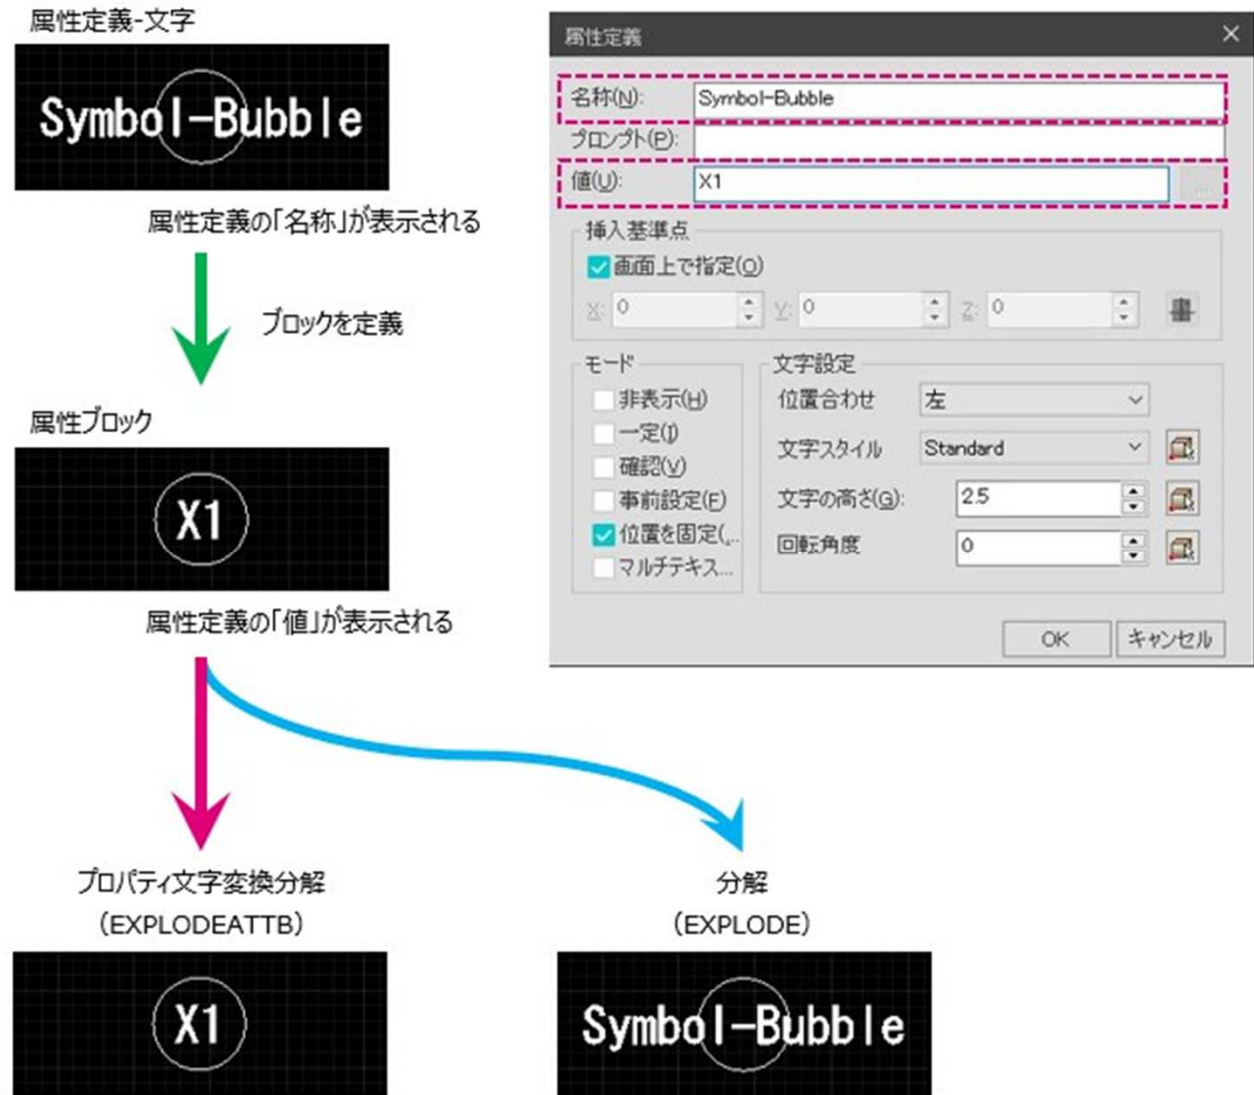 属性定義-文字
Symbol-Bubble
属性定義の「名称」が表示される
ブロックを定義
属性ブロック
X1
属性定義の「値」が表示される
プロパティ文字変換分解
（EXPLODEATTB）
X1
分解
（EXPLODE）
Symbol-Bubble
属性定義
名称(N): Symbol-Bubble
プロンプト(P):
値(U): X1 ...
挿入基準点
画面上で指定(O)
X: 0 Y: 0 Z: 0
モード
非表示(H)
一定(I)
確認(V)
事前設定(F)
位置を固定(...
マルチテキス...
文字設定
位置合わせ 左
文字スタイル Standard
文字の高さ(G): 2.5
回転角度 0
OK キャンセル